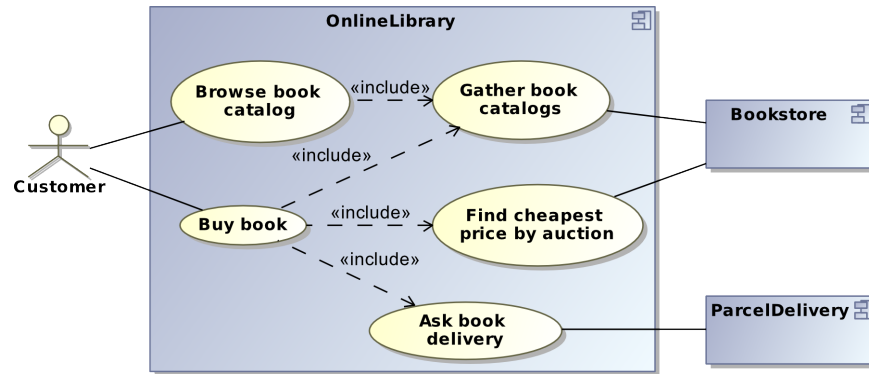 OnlineLibrary
Browse book
catalog
«include»
Gather book
catalogs
Bookstore
«include»
Customer
Buy book
«include»
Find cheapest
price by auction
«include»
Ask book
delivery
ParcelDelivery